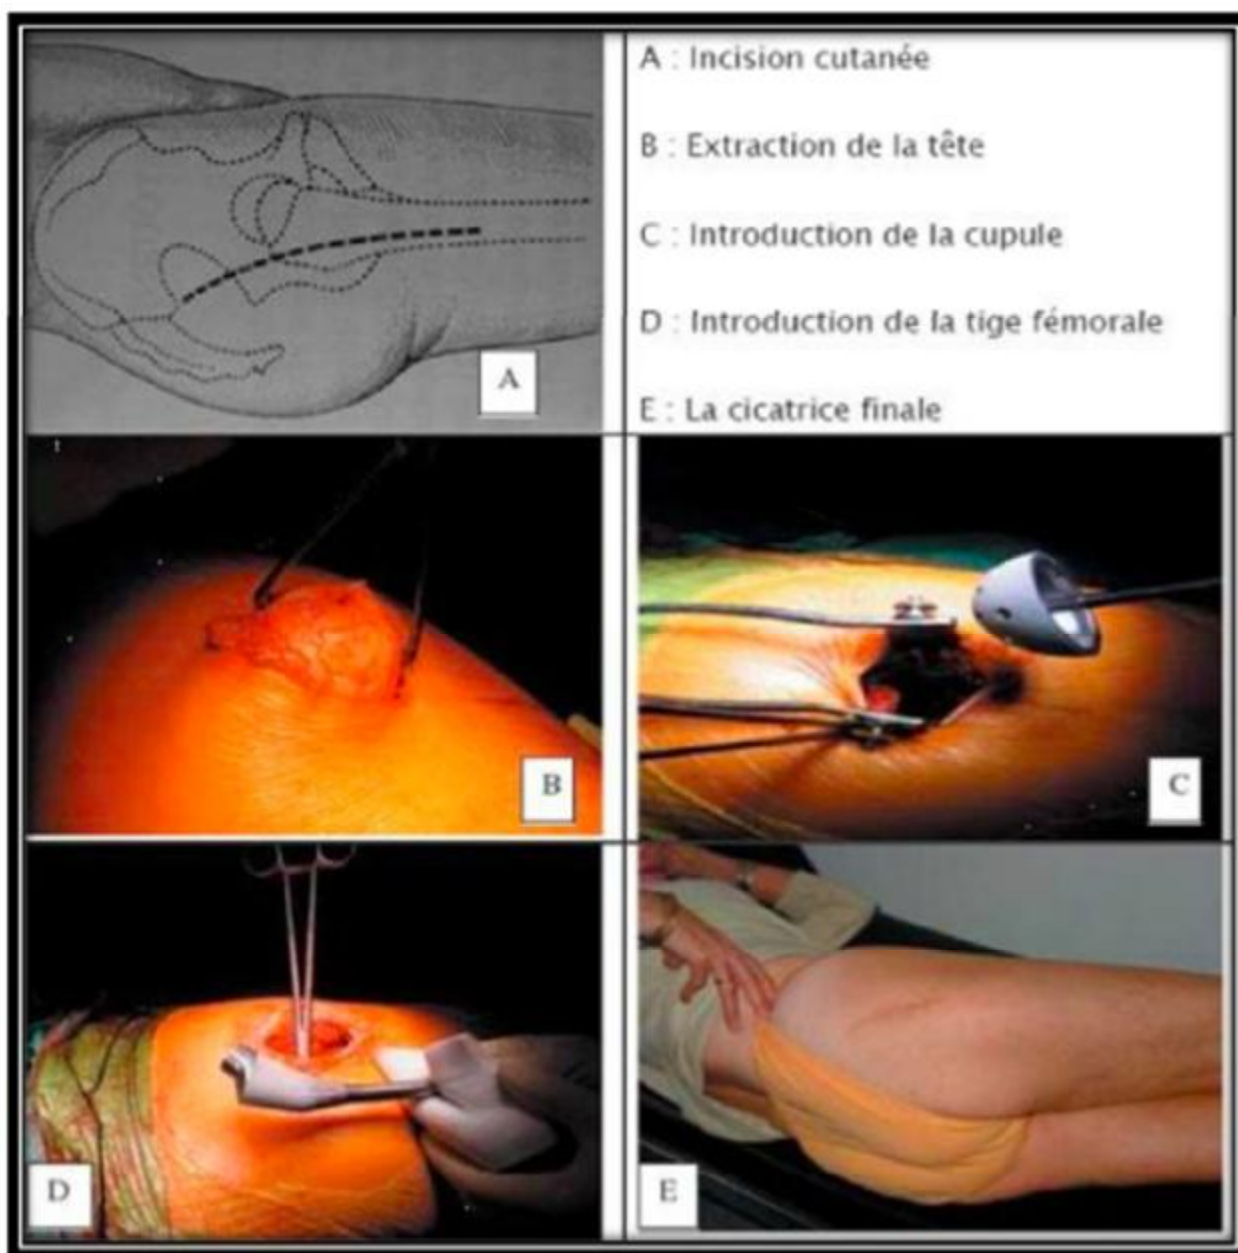 A : Incision cutanée
B : Extraction de la tête
C : Introduction de la cupule
D : Introduction de la tige fémorale
E : La cicatrice finale
A
B
C
D
E